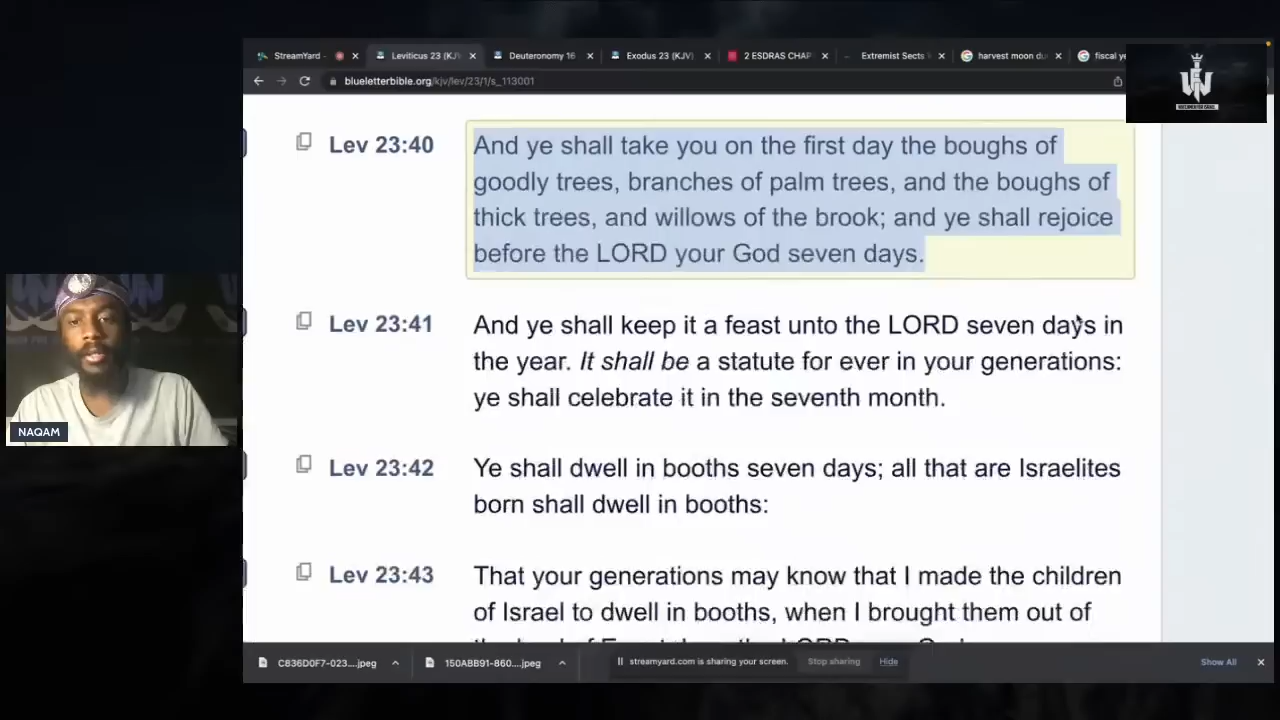 StreamYard
Leviticus 23 (KJV
Deuteronomy 16
Exodus 23 (KJV)
2 ESDRAS CHAP
Extremist Sects
harvest moon du
fiscal ye
blueletterbible.org/kjv/lev/23/1/s_113001
Lev 23:40
And ye shall take you on the first day the boughs of
goodly trees, branches of palm trees, and the boughs of
thick trees, and willows of the brook; and ye shall rejoice
before the LORD your God seven days.
Lev 23:41
And ye shall keep it a feast unto the LORD seven days in
the year. It shall be a statute for ever in your generations:
ye shall celebrate it in the seventh month.
Lev 23:42
Ye shall dwell in booths seven days; all that are Israelites
born shall dwell in booths:
Lev 23:43
That your generations may know that I made the children
of Israel to dwell in booths, when I brought them out of
NAQAM
C836D0F7-023....jpeg
150ABB91-860....jpeg
streamyard.com is sharing your screen.
Stop sharing
Hide
Show All